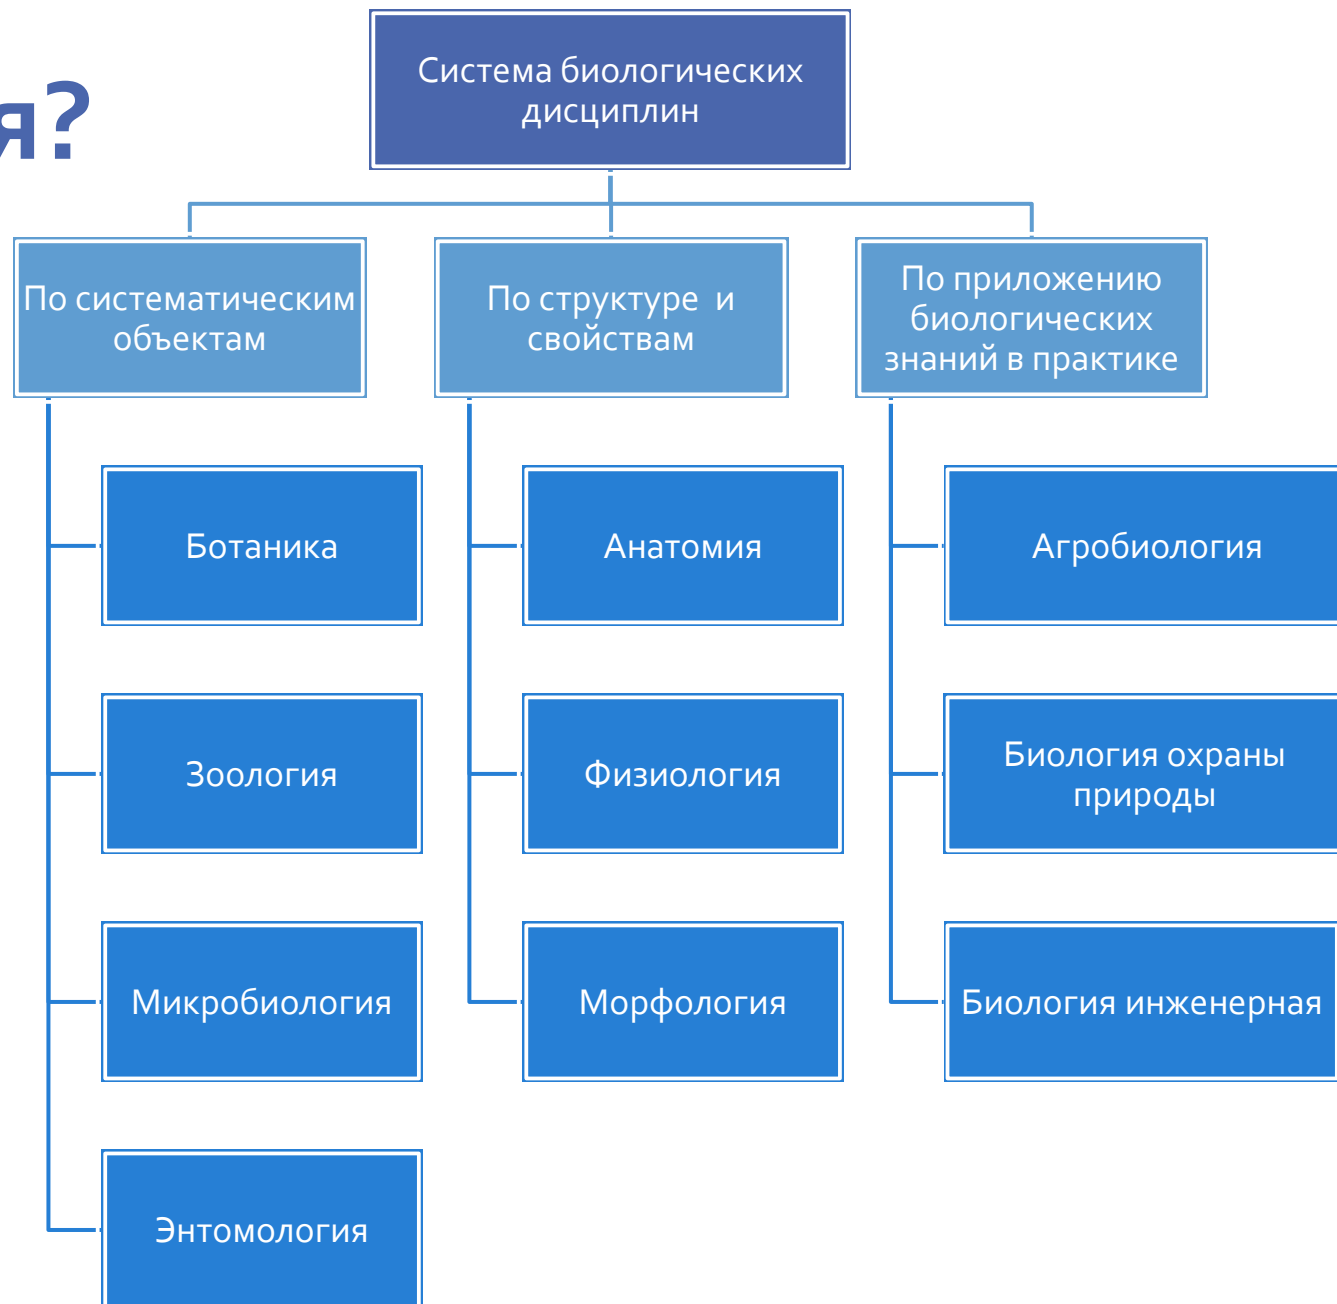 я?
Система биологических
дисциплин
По систематическим
объектам
По структуре и
свойствам
По приложению
биологических
знаний в практике
Ботаника
Анатомия
Агробиология
Зоология
Физиология
Биология охраны
природы
Микробиология
Морфология
Биология инженерная
Энтомология